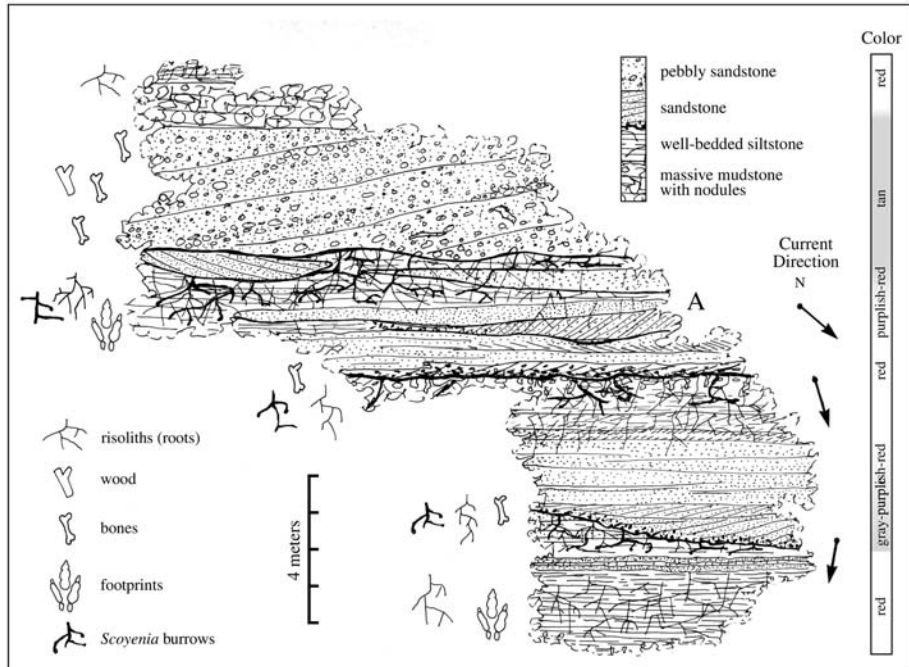 Color
red
tan
purplish-red
red
gray-purplish-red
red
pebbly sandstone
sandstone
well-bedded siltstone
massive mudstone
with nodules
Current
Direction
N
A
risoliths (roots)
wood
bones
footprints
Scoyenia burrows
4 meters